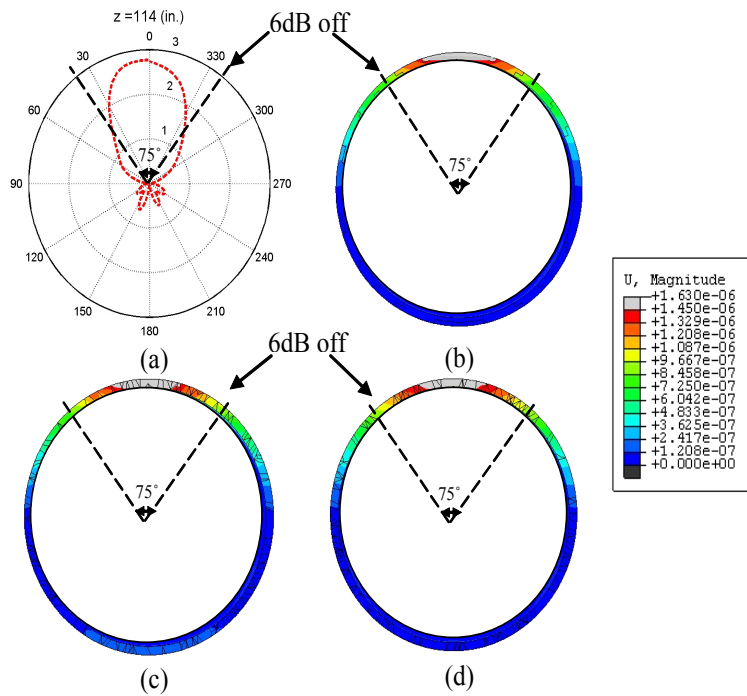 z =114 (in.)
0
3
30
330
2
60
300
1
75°
90
270
120
240
150
210
180
(a)
6dB off
75°
(b)
U, Magnitude
+1.630e-06
+1.450e-06
+1.329e-06
+1.208e-06
+1.087e-06
+9.667e-07
+8.458e-07
+7.250e-07
+6.042e-07
+4.833e-07
+3.625e-07
+2.417e-07
+1.208e-07
+0.000e+00
6dB off
75°
(c)
75°
(d)